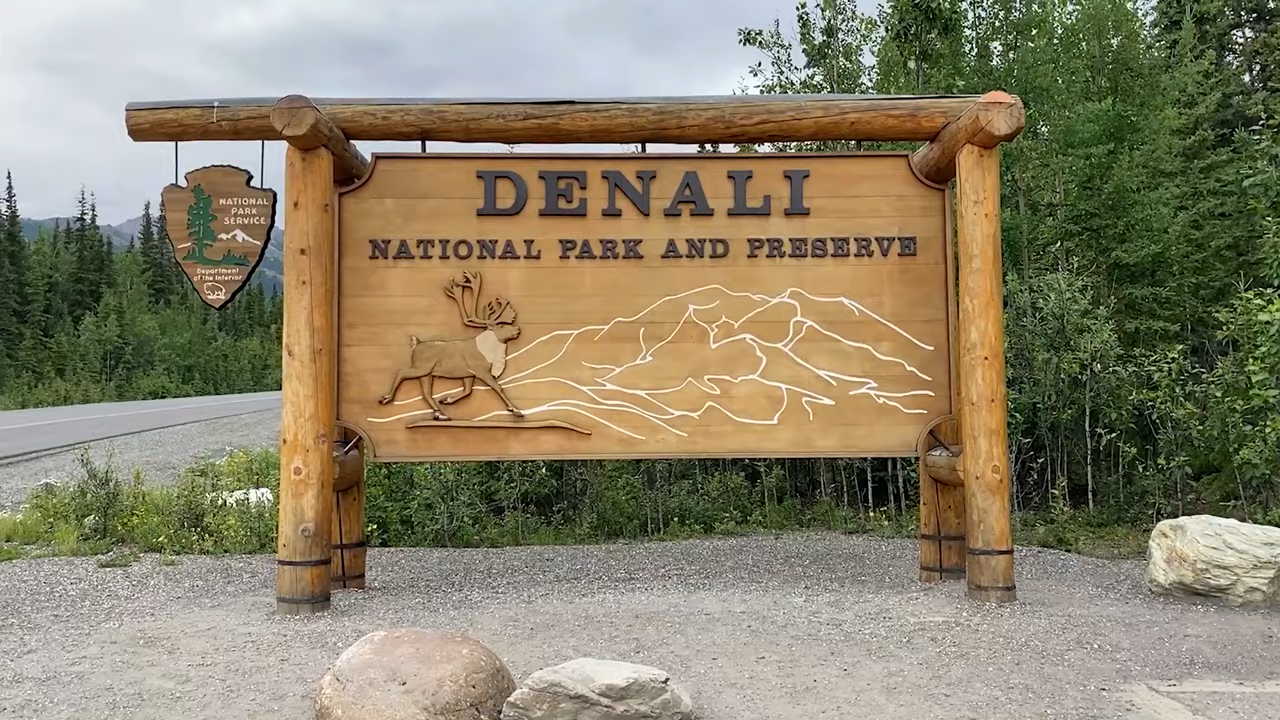 DENALI
NATIONAL PARK AND PRESERVE
NATIONAL
PARK
SERVICE
Department
of the Interior